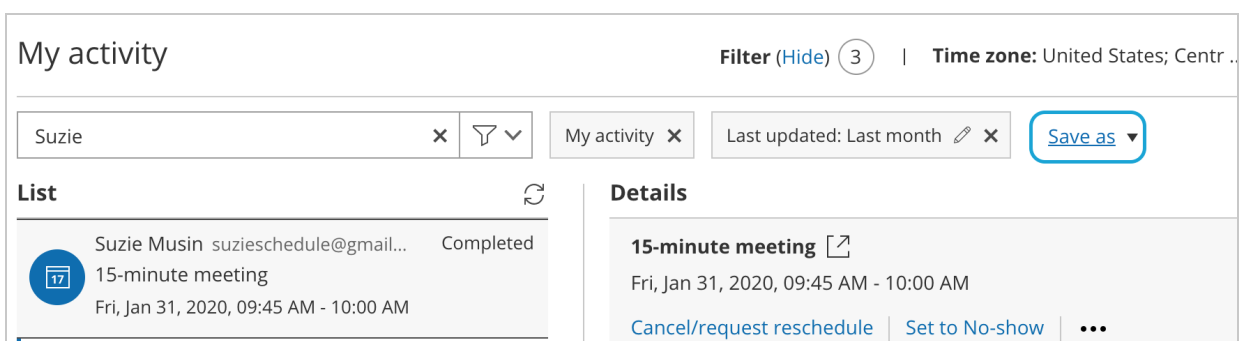 My activity
Filter (Hide) 3 | Time zone: United States; Centr ..
Suzie
My activity
Last updated: Last month
Save as
List
Details
Suzie Musin suzieschedule@gmail... Completed
17
15-minute meeting
Fri, Jan 31, 2020, 09:45 AM - 10:00 AM
15-minute meeting
Fri, Jan 31, 2020, 09:45 AM - 10:00 AM
Cancel/request reschedule | Set to No-show | •••